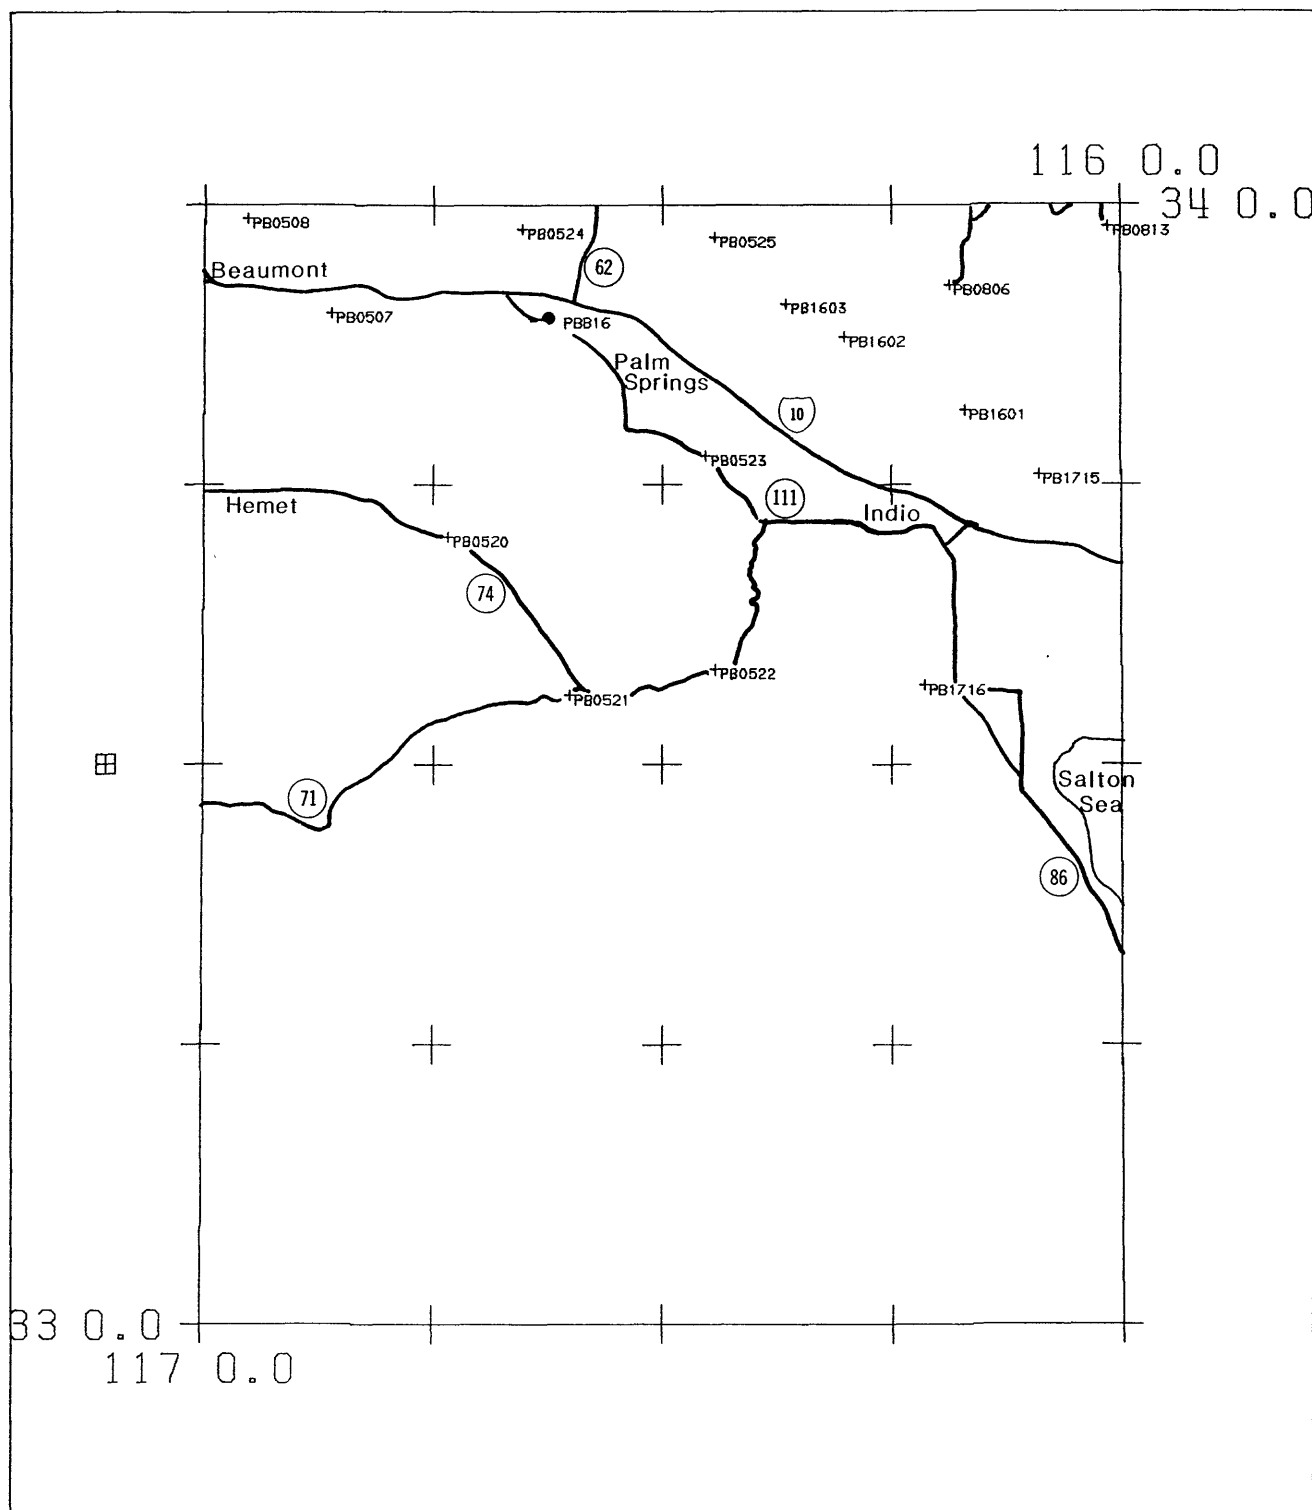 116 0.0
34 0.0
PB0508
PB0524
PB0525
PB0813
62
Beaumont
PB0806
PB1603
PB0507
PBB16
PB1602
Palm
Springs
10
PB1601
PB0523
PB1715
111
Hemet
Indio
PB0520
74
PB0522
PB0521
PB1716
Salton
Sea
71
86
33 0.0
117 0.0